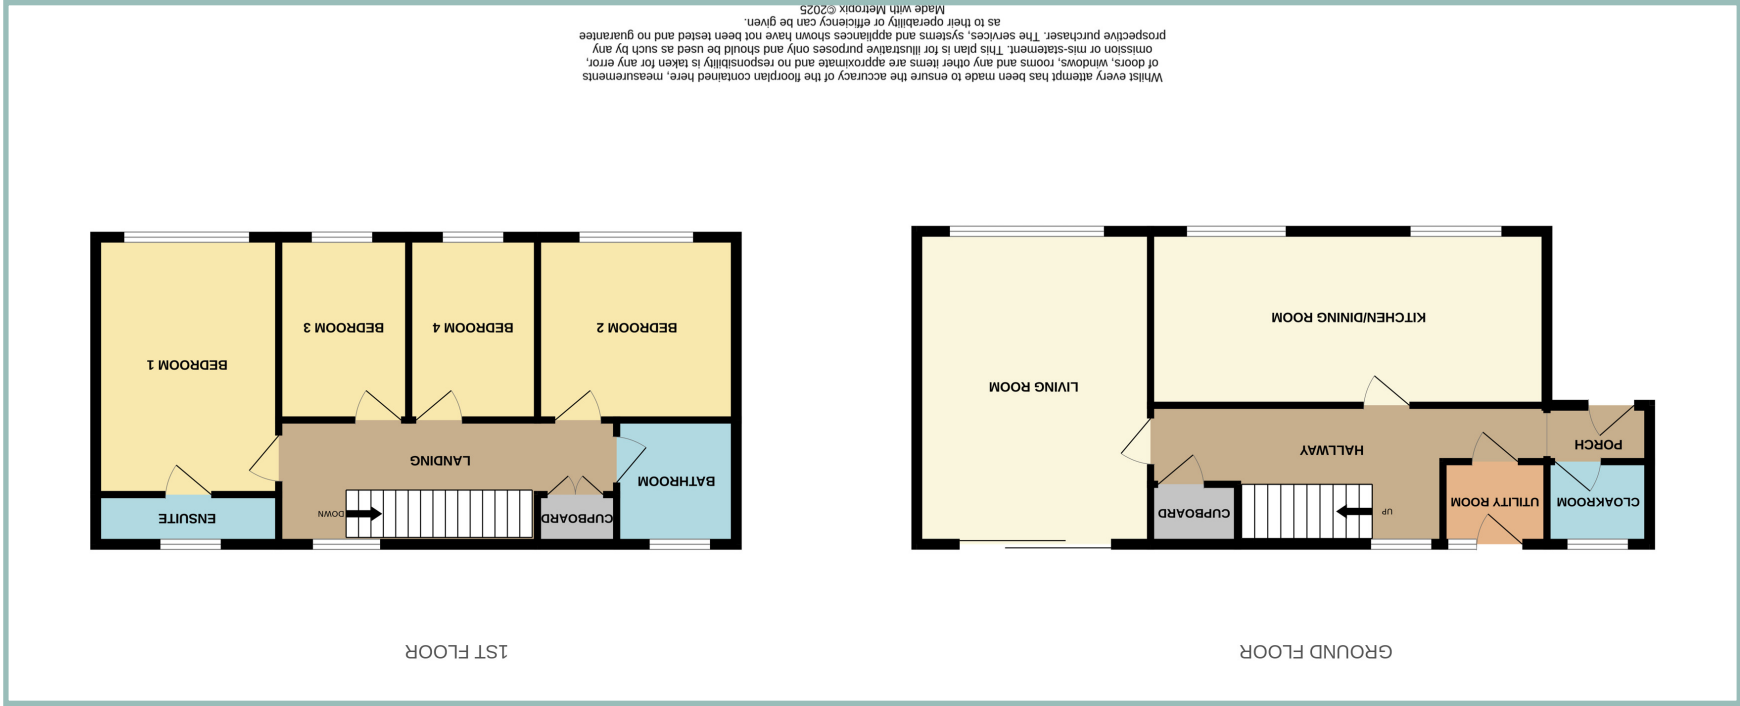 GROUND FLOOR
1ST FLOOR
CLOAKROOM
UTILITY ROOM
UP
CUPBOARD
PORCH
HALLWAY
LIVING ROOM
KITCHEN/DINING ROOM
BATHROOM
CUPBOARD
DOWN
ENSUITE
LANDING
BEDROOM 1
BEDROOM 2
BEDROOM 4
BEDROOM 3
Whilst every attempt has been made to ensure the accuracy of the floorplan contained here, measurements
of doors, windows, rooms and any other items are approximate and no responsibility is taken for any error,
omission or mis-statement. This plan is for illustrative purposes only and should be used as such by any
prospective purchaser. The services, systems and appliances shown have not been tested and no guarantee
as to their operability or efficiency can be given.
Made with Metropix ©2025